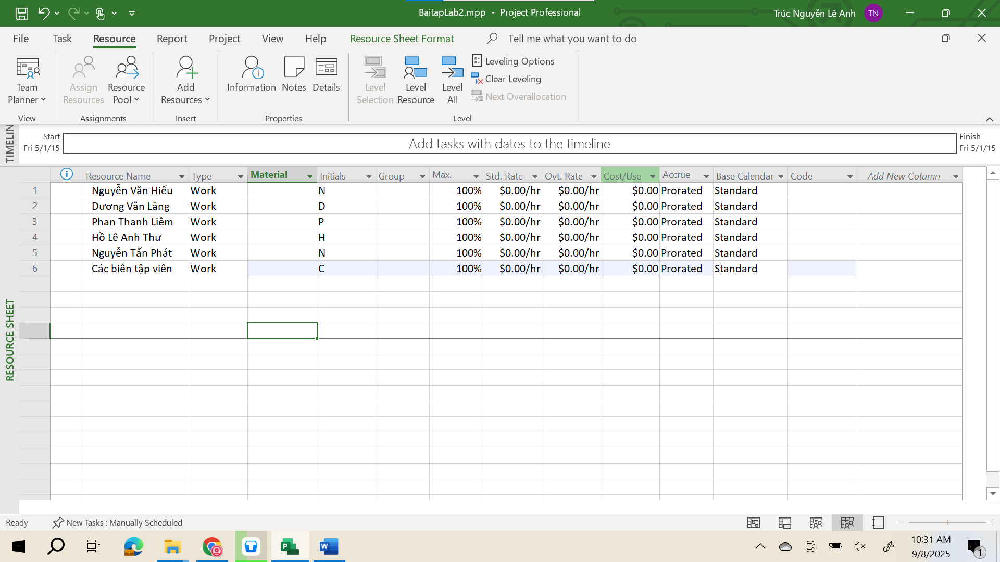 BaitapLab2.mpp - Project Professional
Trúc Nguyễn Lê Anh
TN
File Task Resource Report Project View Help Resource Sheet Format Tell me what you want to do
Team Planner
Assign Resources
Resource Pool
Add Resources
Information
Notes
Details
Level Selection
Level Resource
Level All
Leveling Options
Clear Leveling
Next Overallocation
View Assignments Insert Properties Level
TIMELIN
Start
Fri 5/1/15
Add tasks with dates to the timeline
Finish
Fri 5/1/15
Resource Name Type Material Initials Group Max. Std. Rate Ovt. Rate Cost/Use Accrue Base Calendar Code Add New Column
1 Nguyễn Văn Hiếu Work N 100% $0.00/hr $0.00/hr $0.00 Prorated Standard
2 Dương Văn Lăng Work D 100% $0.00/hr $0.00/hr $0.00 Prorated Standard
3 Phan Thanh Liêm Work P 100% $0.00/hr $0.00/hr $0.00 Prorated Standard
4 Hồ Lê Anh Thư Work H 100% $0.00/hr $0.00/hr $0.00 Prorated Standard
5 Nguyễn Tấn Phát Work N 100% $0.00/hr $0.00/hr $0.00 Prorated Standard
6 Các biên tập viên Work C 100% $0.00/hr $0.00/hr $0.00 Prorated Standard
RESOURCE SHEET
Ready New Tasks : Manually Scheduled
10:31 AM
9/8/2025
1